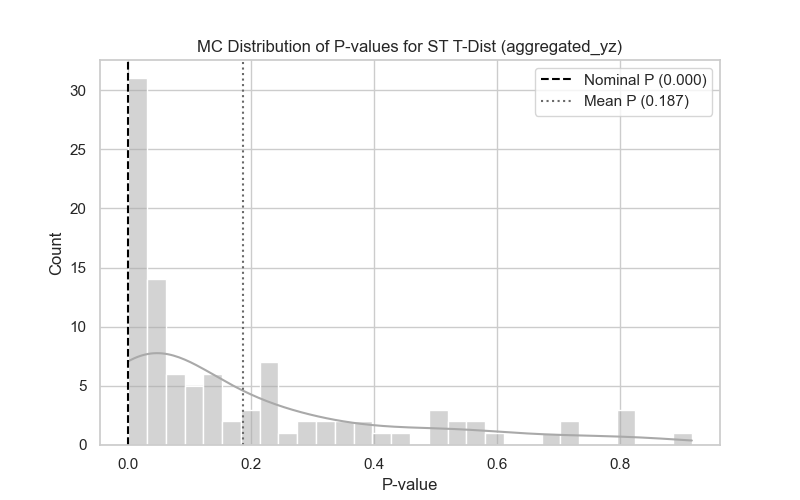 MC Distribution of P-values for ST T-Dist (aggregated_yz)
Nominal P (0.000)
Mean P (0.187)
30
25
20
15
10
5
0
Count
0.0 0.2 0.4 0.6 0.8
P-value